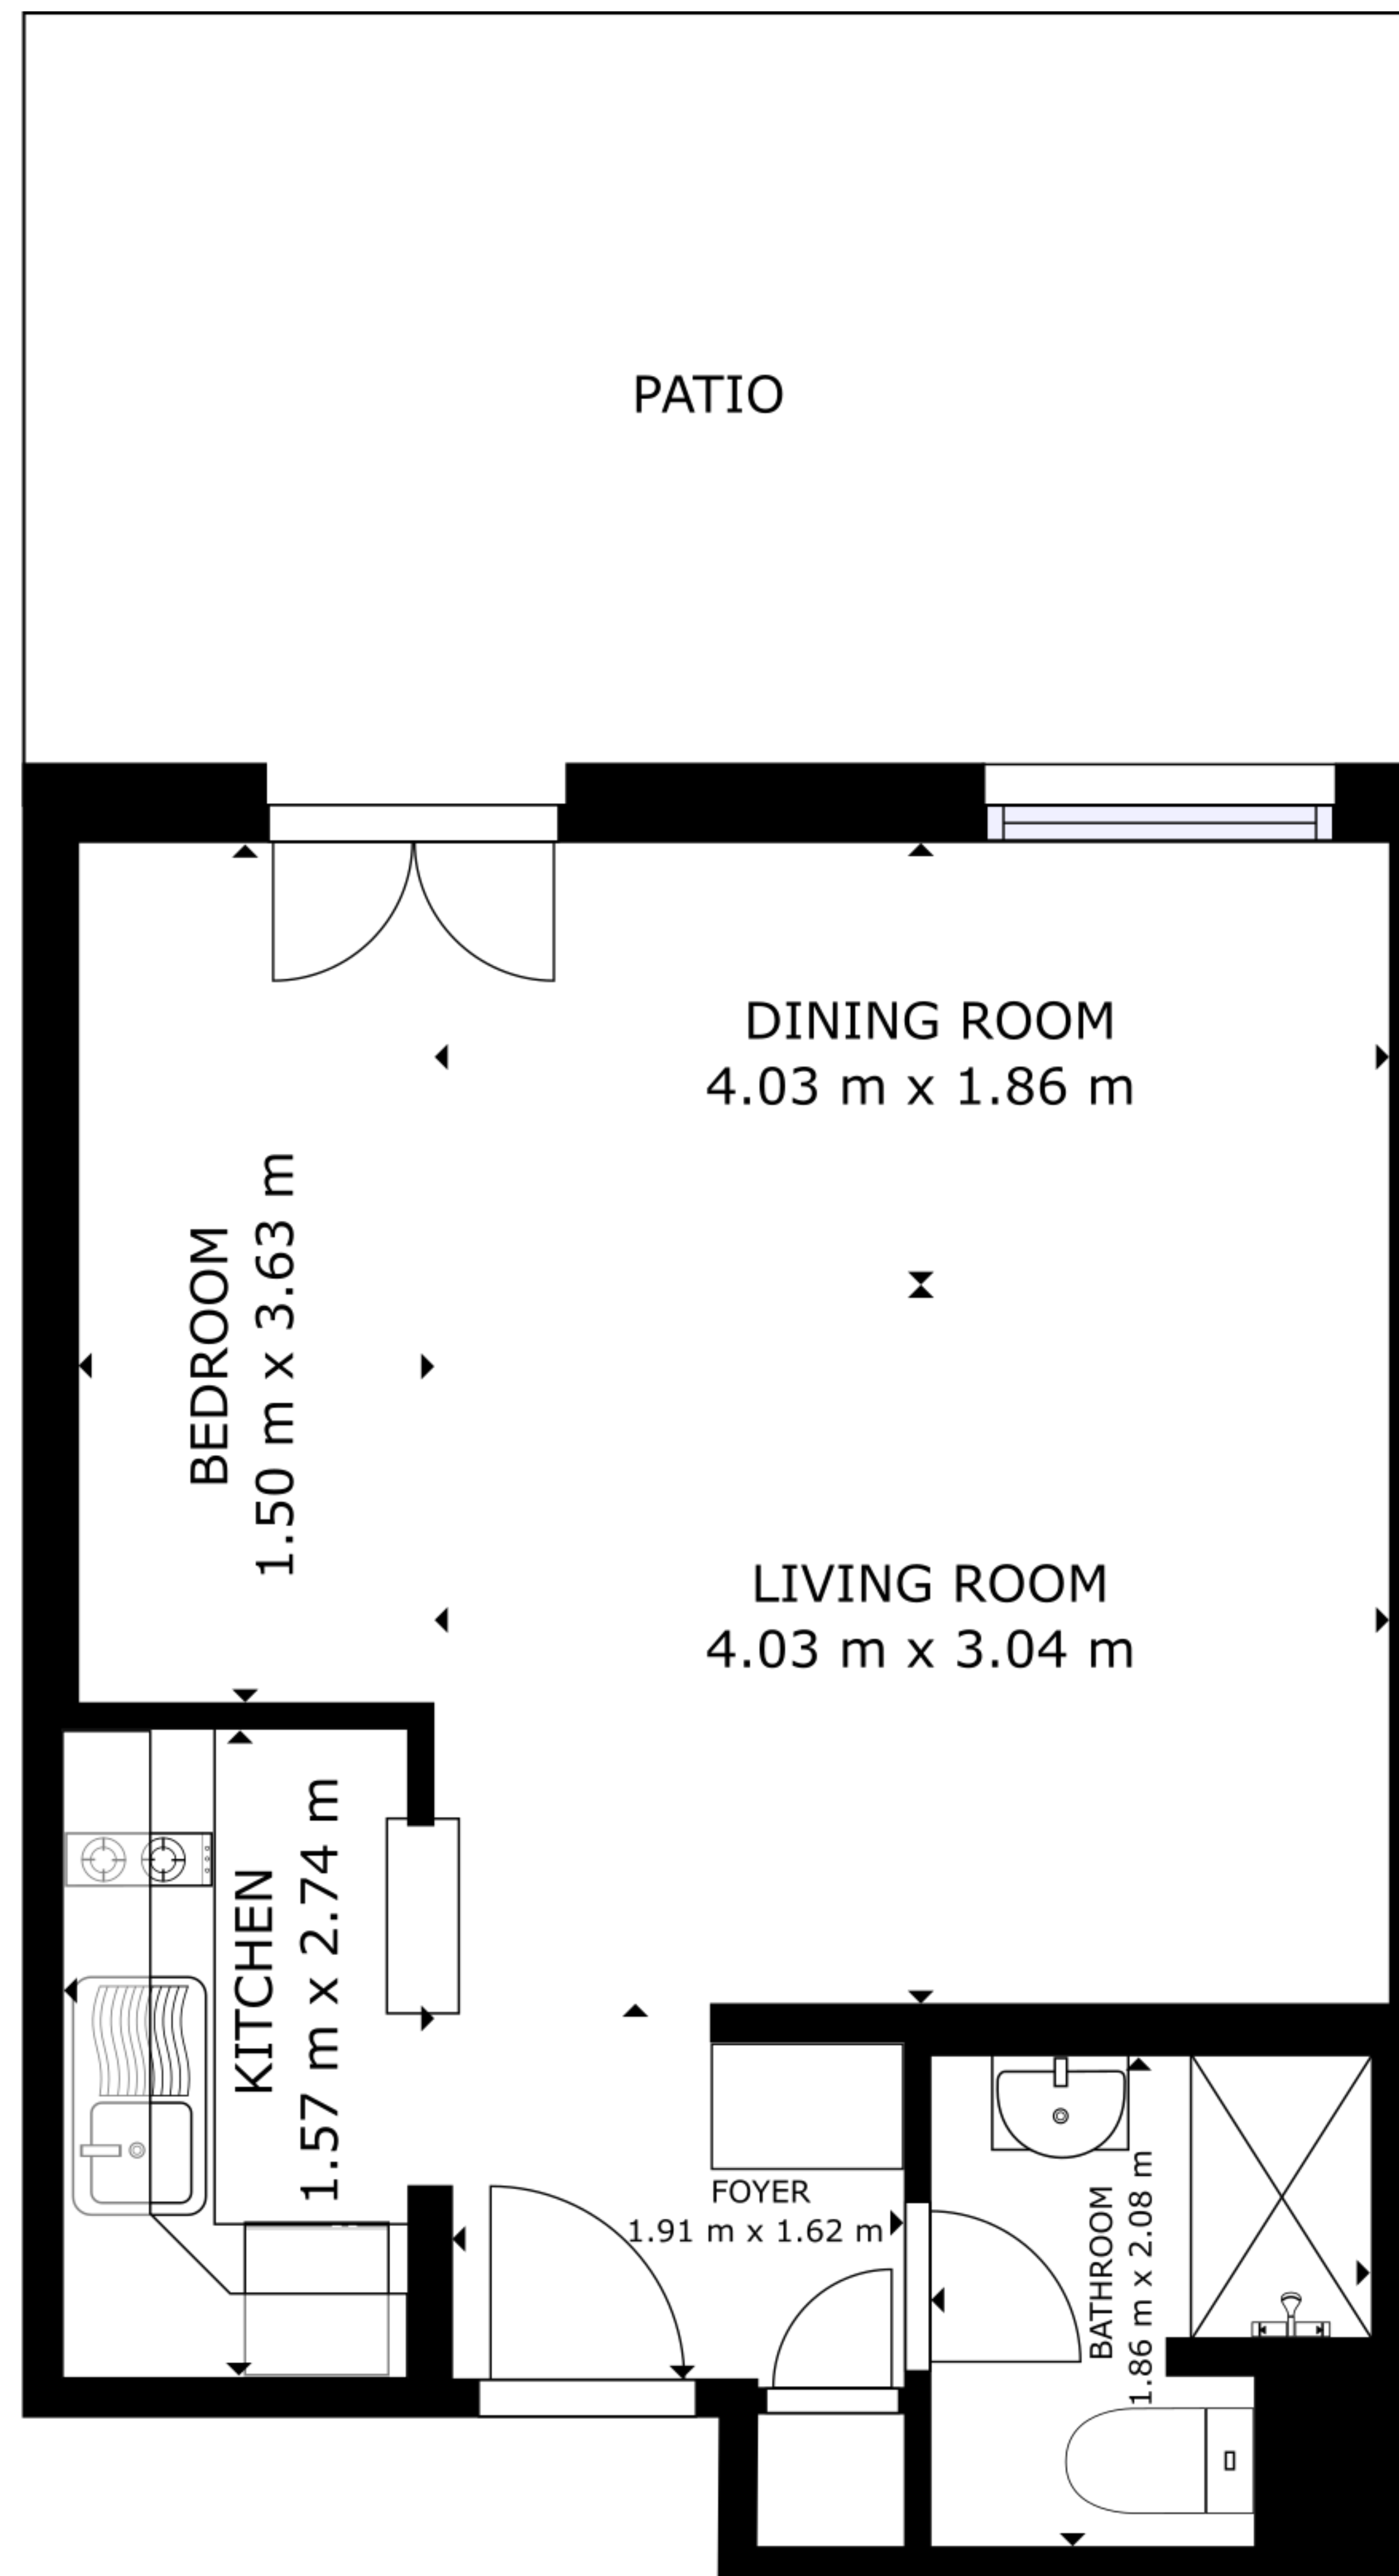 PATIO
DINING ROOM
4.03 m x 1.86 m
BEDROOM
1.50 m x 3.63 m
LIVING ROOM
4.03 m x 3.04 m
KITCHEN
1.57 m x 2.74 m
FOYER
1.91 m x 1.62 m
BATHROOM
1.86 m x 2.08 m